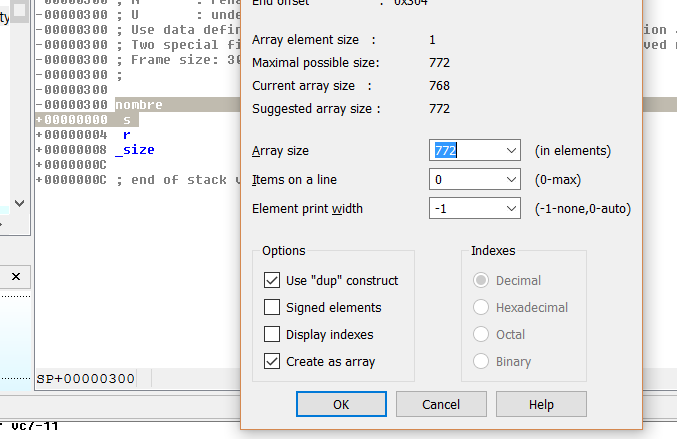 ty
-00000300 ; N : rena
-00000300 ; U : unde
-00000300 ; Use data defin
-00000300 ; Two special fi
-00000300 ; Frame size: 30
-00000300 ;
-00000300
-00000300 nombre
+00000000 s
+00000004 r
+00000008 _size
+0000000C
+0000000C ; end of stack v
SP+00000300
vc7-11
End offset : 0x304
Array element size : 1
Maximal possible size: 772
Current array size : 768
Suggested array size : 772
Array size 772 (in elements)
Items on a line 0 (0-max)
Element print width -1 (-1-none,0-auto)
Options
Use "dup" construct
Signed elements
Display indexes
Create as array
Indexes
Decimal
Hexadecimal
Octal
Binary
OK Cancel Help
ion
ved